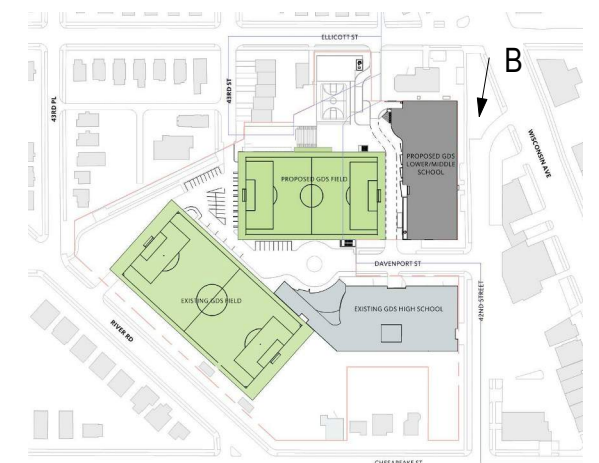 ELLICOTT ST
43RD PL
43RD ST
B
WISCONSIN AVE
PROPOSED GDS
LOWER/MIDDLE
SCHOOL
PROPOSED GDS FIELD
DAVENPORT ST
EXISTING GDS FIELD
EXISTING GDS HIGH SCHOOL
42ND STREET
RIVER RD
CHESAPEAKE ST